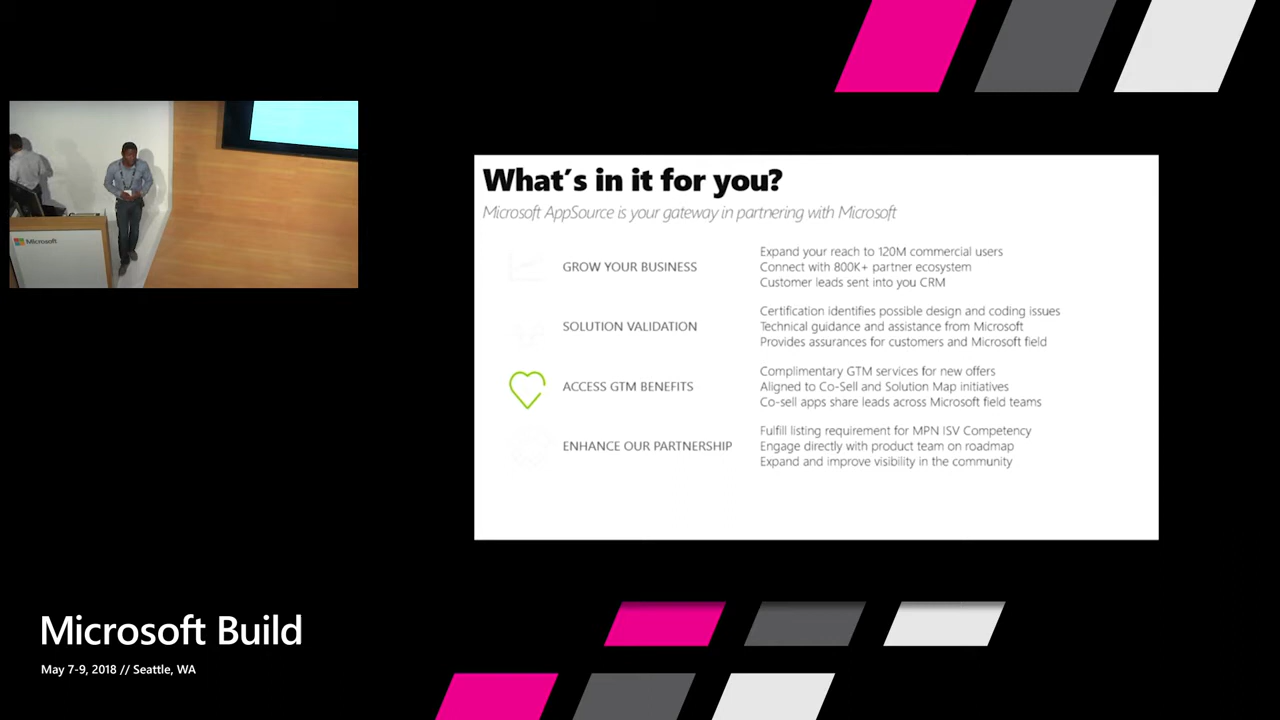 What's in it for you?
Microsoft AppSource is your gateway in partnering with Microsoft
GROW YOUR BUSINESS
Expand your reach to 120M commercial users
Connect with 800K+ partner ecosystem
Customer leads sent into you CRM
SOLUTION VALIDATION
Certification identifies possible design and coding issues
Technical guidance and assistance from Microsoft
Provides assurances for customers and Microsoft field
ACCESS GTM BENEFITS
Complimentary GTM services for new offers
Aligned to Co-Sell and Solution Map initiatives
Co-sell apps share leads across Microsoft field teams
ENHANCE OUR PARTNERSHIP
Fulfill listing requirement for MPN ISV Competency
Engage directly with product team on roadmap
Expand and improve visibility in the community
Microsoft
Microsoft Build
May 7-9, 2018 // Seattle, WA